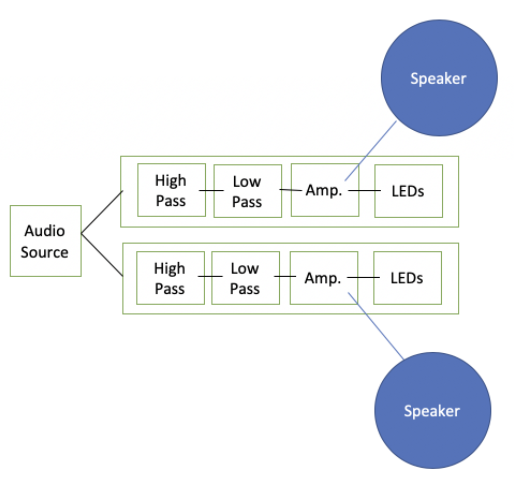 Speaker
High
Pass
Low
Pass
Amp.
LEDs
Audio
Source
High
Pass
Low
Pass
Amp.
LEDs
Speaker